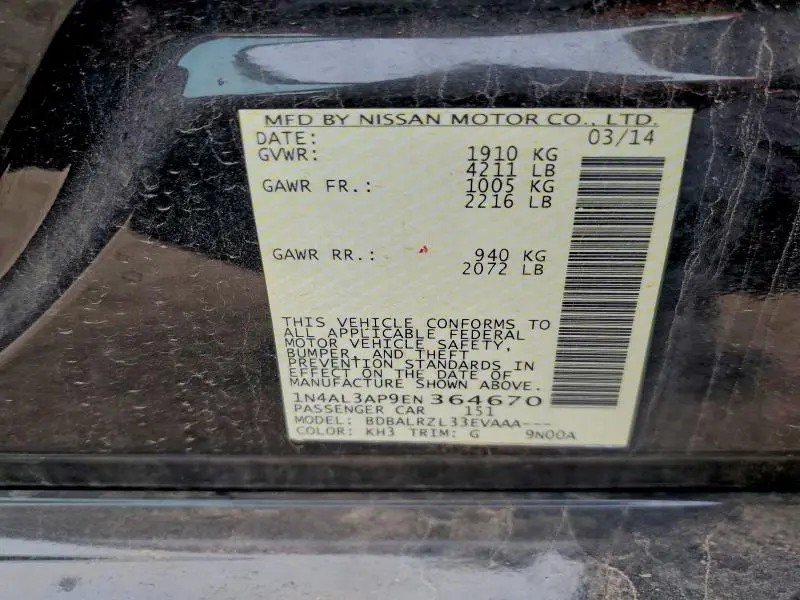 MFD BY NISSAN MOTOR CO., LTD.
DATE: 03/14
GVWR: 1910 KG
4211 LB
GAWR FR.: 1005 KG
2216 LB
GAWR RR.: 940 KG
2072 LB
THIS VEHICLE CONFORMS TO
ALL APPLICABLE FEDERAL
MOTOR VEHICLE SAFETY,
BUMPER, AND THEFT
PREVENTION STANDARDS IN
EFFECT ON THE DATE OF
MANUFACTURE SHOWN ABOVE.
1N4AL3AP9EN 364670
PASSENGER CAR 151
MODEL: BDBALRZL33EVAAA---
COLOR: KH3 TRIM: G 9N00A